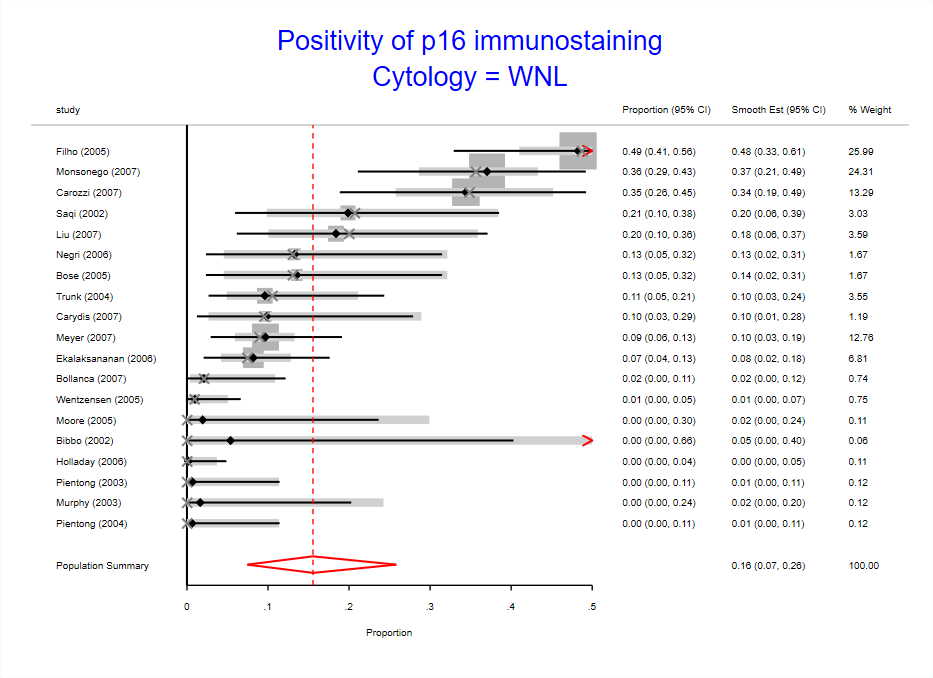 Positivity of p16 immunostaining
Cytology = WNL
study Proportion (95% CI) Smooth Est (95% CI) % Weight
Filho (2005) 0.49 (0.41, 0.56) 0.48 (0.33, 0.61) 25.99
Monsonego (2007) 0.36 (0.29, 0.43) 0.37 (0.21, 0.49) 24.31
Carozzi (2007) 0.35 (0.26, 0.45) 0.34 (0.19, 0.49) 13.29
Saqi (2002) 0.21 (0.10, 0.38) 0.20 (0.06, 0.39) 3.03
Liu (2007) 0.20 (0.10, 0.36) 0.18 (0.06, 0.37) 3.59
Negri (2006) 0.13 (0.05, 0.32) 0.13 (0.02, 0.31) 1.67
Bose (2005) 0.13 (0.05, 0.32) 0.14 (0.02, 0.31) 1.67
Trunk (2004) 0.11 (0.05, 0.21) 0.10 (0.03, 0.24) 3.55
Carydis (2007) 0.10 (0.03, 0.29) 0.10 (0.01, 0.28) 1.19
Meyer (2007) 0.09 (0.06, 0.13) 0.10 (0.03, 0.19) 12.76
Ekalaksananan (2006) 0.07 (0.04, 0.13) 0.08 (0.02, 0.18) 6.81
Bollanca (2007) 0.02 (0.00, 0.11) 0.02 (0.00, 0.12) 0.74
Wentzensen (2005) 0.01 (0.00, 0.05) 0.01 (0.00, 0.07) 0.75
Moore (2005) 0.00 (0.00, 0.30) 0.02 (0.00, 0.24) 0.11
Bibbo (2002) 0.00 (0.00, 0.66) 0.05 (0.00, 0.40) 0.06
Holladay (2006) 0.00 (0.00, 0.04) 0.00 (0.00, 0.05) 0.11
Pientong (2003) 0.00 (0.00, 0.11) 0.01 (0.00, 0.11) 0.12
Murphy (2003) 0.00 (0.00, 0.24) 0.02 (0.00, 0.20) 0.12
Pientong (2004) 0.00 (0.00, 0.11) 0.01 (0.00, 0.11) 0.12
Population Summary 0.16 (0.07, 0.26) 100.00
0 .1 .2 .3 .4 .5
Proportion